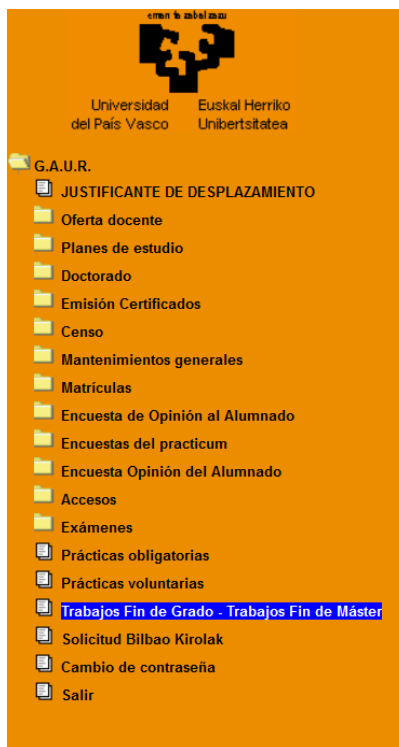 eman ta zabal zazu
Universidad Euskal Herriko
del País Vasco Unibertsitatea
G.A.U.R.
JUSTIFICANTE DE DESPLAZAMIENTO
Oferta docente
Planes de estudio
Doctorado
Emisión Certificados
Censo
Mantenimientos generales
Matrículas
Encuesta de Opinión al Alumnado
Encuestas del practicum
Encuesta Opinión del Alumnado
Accesos
Exámenes
Prácticas obligatorias
Prácticas voluntarias
Trabajos Fin de Grado - Trabajos Fin de Máster
Solicitud Bilbao Kirolak
Cambio de contraseña
Salir